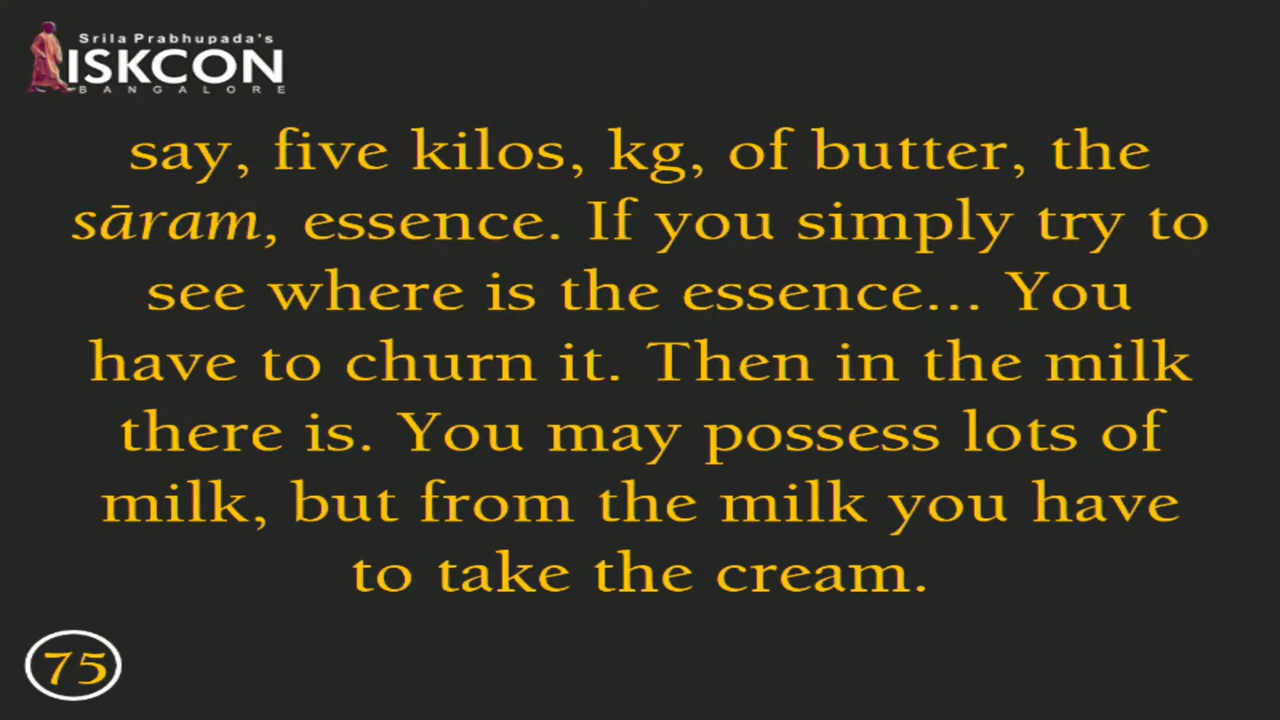 Srila Prabhupada's
ISKCON
BANGALORE
say, five kilos, kg, of butter, the
sāram, essence. If you simply try to
see where is the essence... You
have to churn it. Then in the milk
there is. You may possess lots of
milk, but from the milk you have
to take the cream.
75